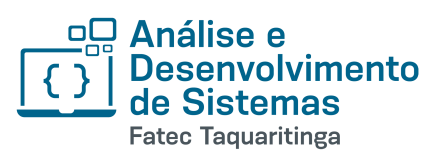 Análise e
Desenvolvimento
de Sistemas
Fatec Taquaritinga